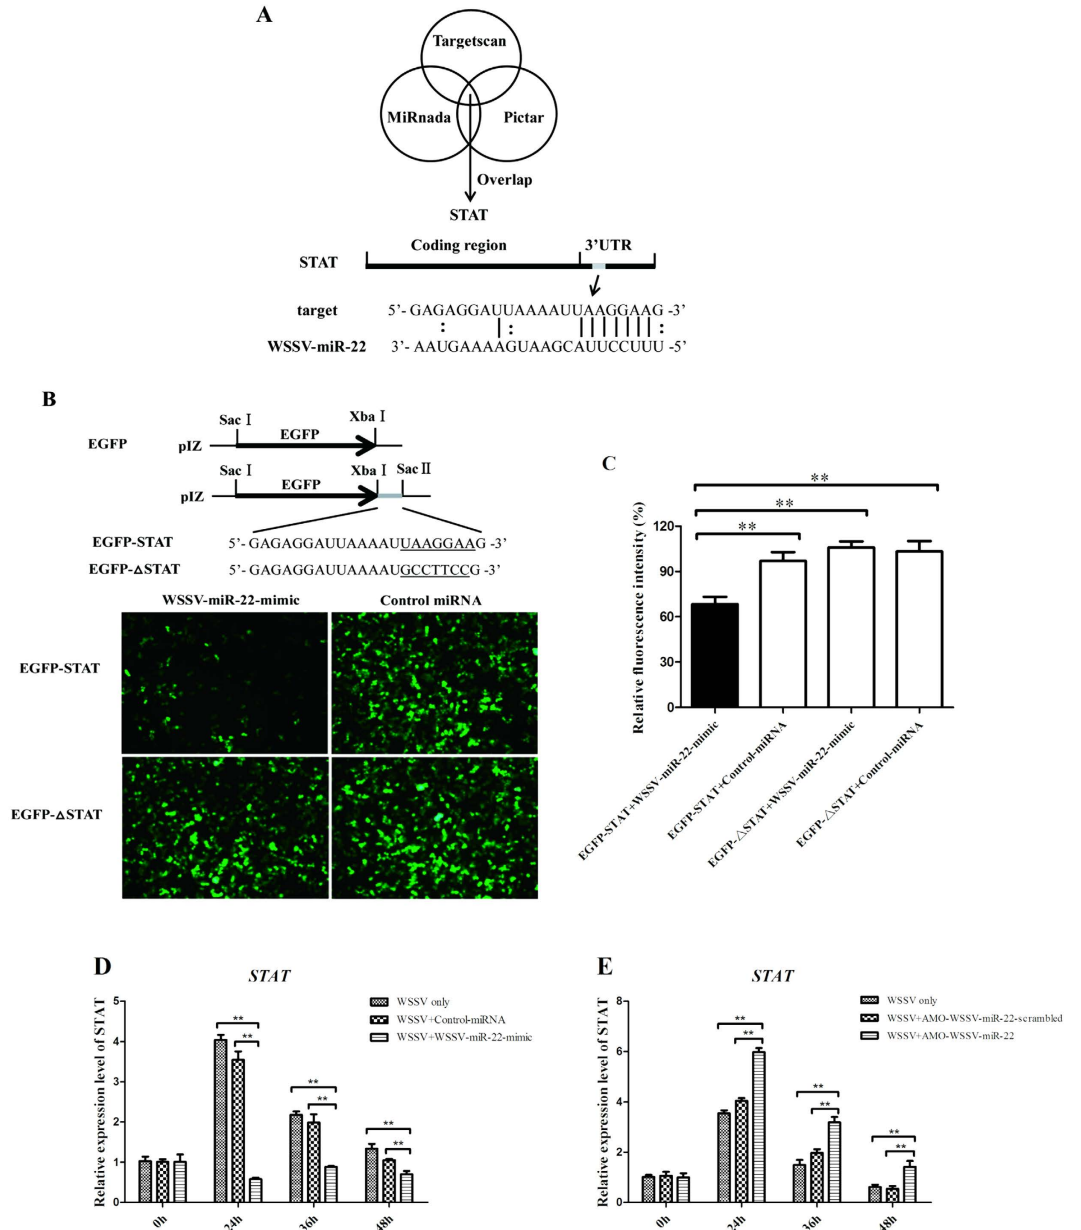 A
Targetscan
MiRnada
Pictar
Overlap
STAT
Coding region
3'UTR
STAT
target
5'- GAGAGGAUUAAAAUUAAGGAAG -3'
WSSV-miR-22
3'- AAUGAAAAGUAAGCAUUCCUUU -5'
B
Sac I
Xba I
EGFP
pIZ
EGFP
Sac I
Xba I
Sac II
pIZ
EGFP
EGFP-STAT
5'- GAGAGGAUUAAAAUUAAGGAAG -3'
EGFP-△STAT
5'- GAGAGGAUUAAAAUGCCTTCCG -3'
WSSV-miR-22-mimic
Control miRNA
EGFP-STAT
EGFP-△STAT
C
**
**
**
Relative fluorescence intensity (%)
120
90
60
30
0
EGFP-STAT+WSSV-miR-22-mimic
EGFP-STAT+Control-miRNA
EGFP-△STAT+WSSV-miR-22-mimic
EGFP-△STAT+Control-miRNA
D
STAT
Relative expression level of STAT
5
4
3
2
1
0
WSSV only
WSSV+Control-miRNA
WSSV+WSSV-miR-22-mimic
**
**
**
**
**
**
0h
24h
36h
48h
E
STAT
Relative expression level of STAT
8
6
4
2
0
WSSV only
WSSV+AMO-WSSV-miR-22-scrambled
WSSV+AMO-WSSV-miR-22
**
**
**
**
**
**
0h
24h
36h
48h